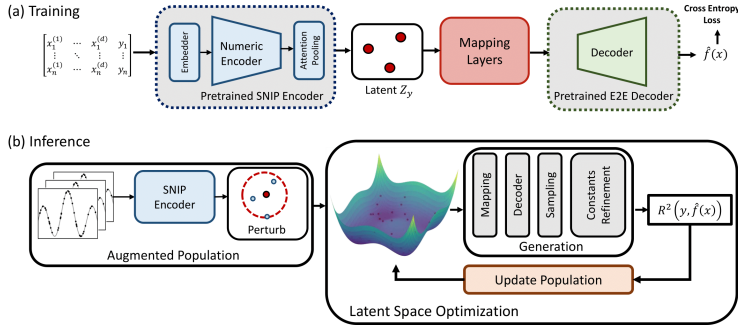 (a) Training
Cross Entropy
Loss
x_1^{(1)} ⋯ x_1^{(d)} y_1
⋮ ⋱ ⋮ ⋮
x_n^{(1)} ⋯ x_n^{(d)} y_n
Embedder
Numeric
Encoder
Attention
Pooling
Pretrained SNIP Encoder
Latent Z_y
Mapping
Layers
Decoder
Pretrained E2E Decoder
f̂(x)
(b) Inference
SNIP
Encoder
Perturb
Augmented Population
Mapping
Decoder
Sampling
Constants
Refinement
Generation
R²(y, f̂(x))
Update Population
Latent Space Optimization